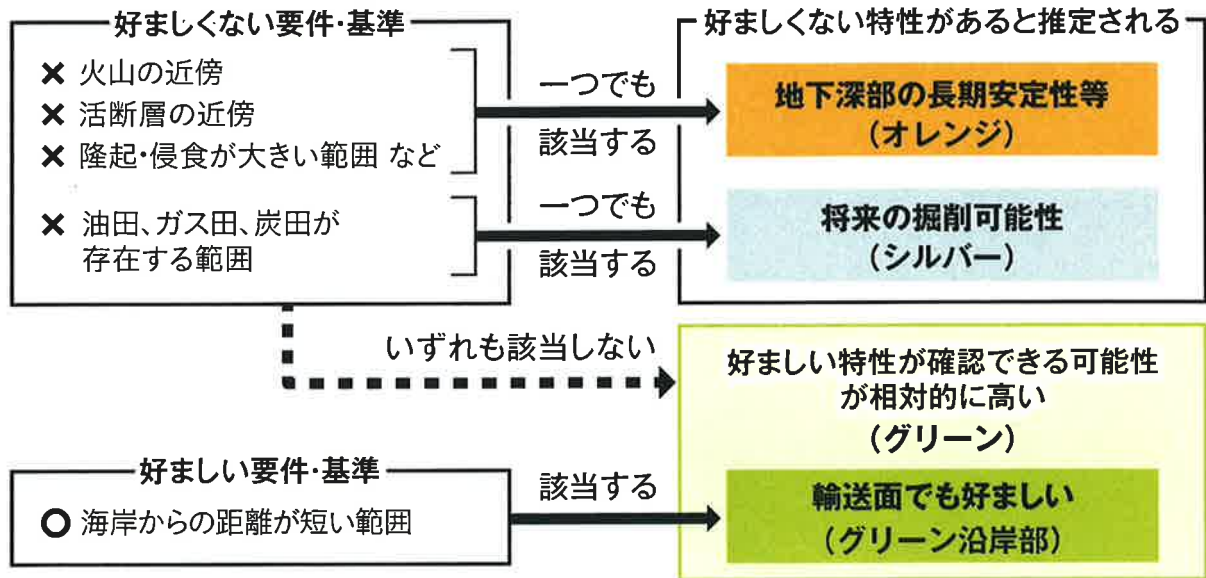 好ましくない要件・基準
× 火山の近傍
× 活断層の近傍
× 隆起・侵食が大きい範囲 など
× 油田、ガス田、炭田が
存在する範囲
一つでも
該当する
一つでも
該当する
好ましくない特性があると推定される
地下深部の長期安定性等
(オレンジ)
将来の掘削可能性
(シルバー)
いずれも該当しない
好ましい特性が確認できる可能性
が相対的に高い
(グリーン)
好ましい要件・基準
○ 海岸からの距離が短い範囲
該当する
輸送面でも好ましい
(グリーン沿岸部)